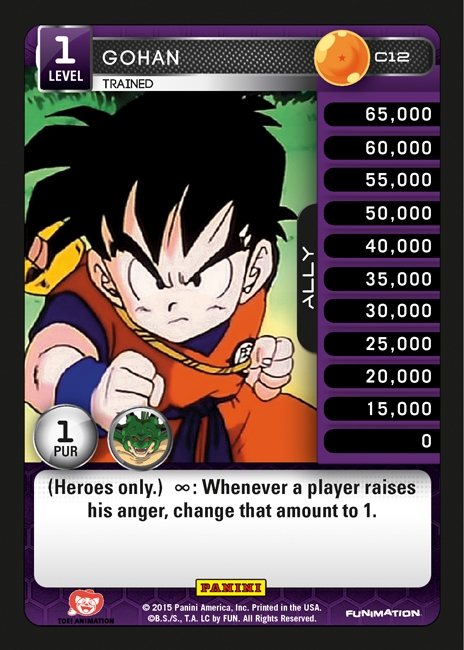 1
LEVEL
GOHAN
C12
TRAINED
65,000
60,000
55,000
50,000
40,000
35,000
30,000
25,000
20,000
15,000
0
ALLY
1
PUR
(Heroes only.) ∞: Whenever a player raises
his anger, change that amount to 1.
PANINI
TOEI ANIMATION
© 2015 Panini America, Inc. Printed in the USA.
©B.S./S., T.A. LC by FUN. All Rights Reserved.
FUNIMATION